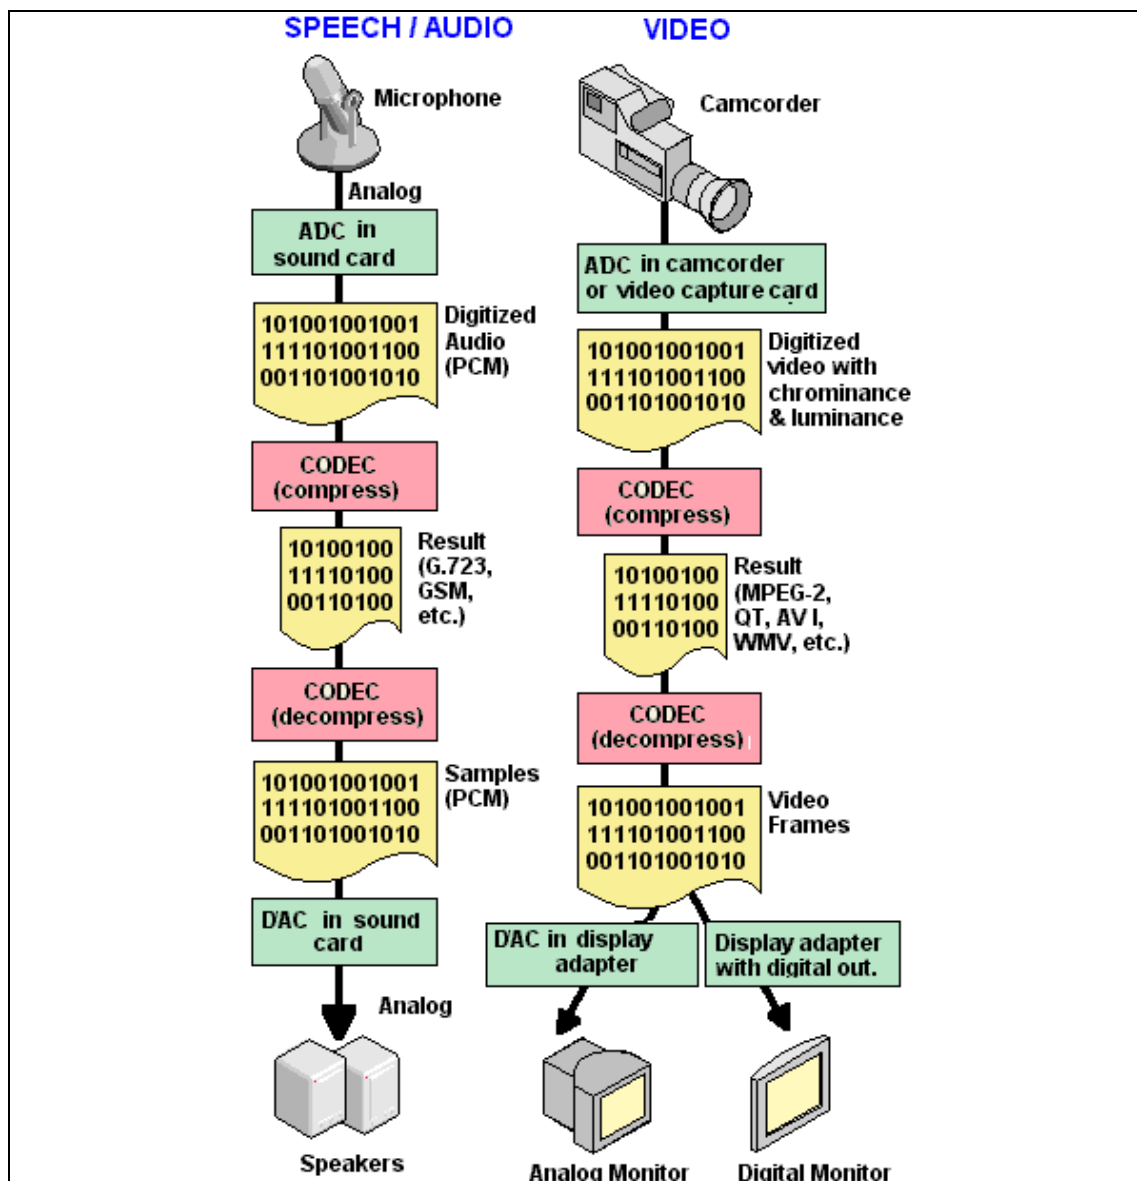 SPEECH / AUDIO
Microphone
Analog
ADC in
sound card
101001001001
111101001100
001101001010
Digitized
Audio
(PCM)
CODEC
(compress)
10100100
11110100
00110100
Result
(G.723,
GSM,
etc.)
CODEC
(decompress)
101001001001
111101001100
001101001010
Samples
(PCM)
DAC in sound
card
Analog
Speakers
VIDEO
Camcorder
ADC in camcorder
or video capture card
101001001001
111101001100
001101001010
Digitized
video with
chrominance
& luminance
CODEC
(compress)
10100100
11110100
00110100
Result
(MPEG-2,
QT, AVI,
WMV, etc.)
CODEC
(decompress)
101001001001
111101001100
001101001010
Video
Frames
DAC in display
adapter
Display adapter
with digital out.
Analog Monitor
Digital Monitor